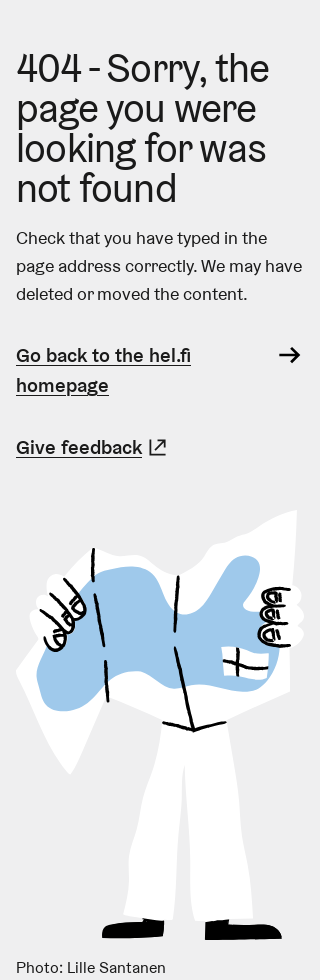 404 - Sorry, the
page you were
looking for was
not found
Check that you have typed in the
page address correctly. We may have
deleted or moved the content.
Go back to the hel.fi
homepage
Give feedback
Photo: Lille Santanen